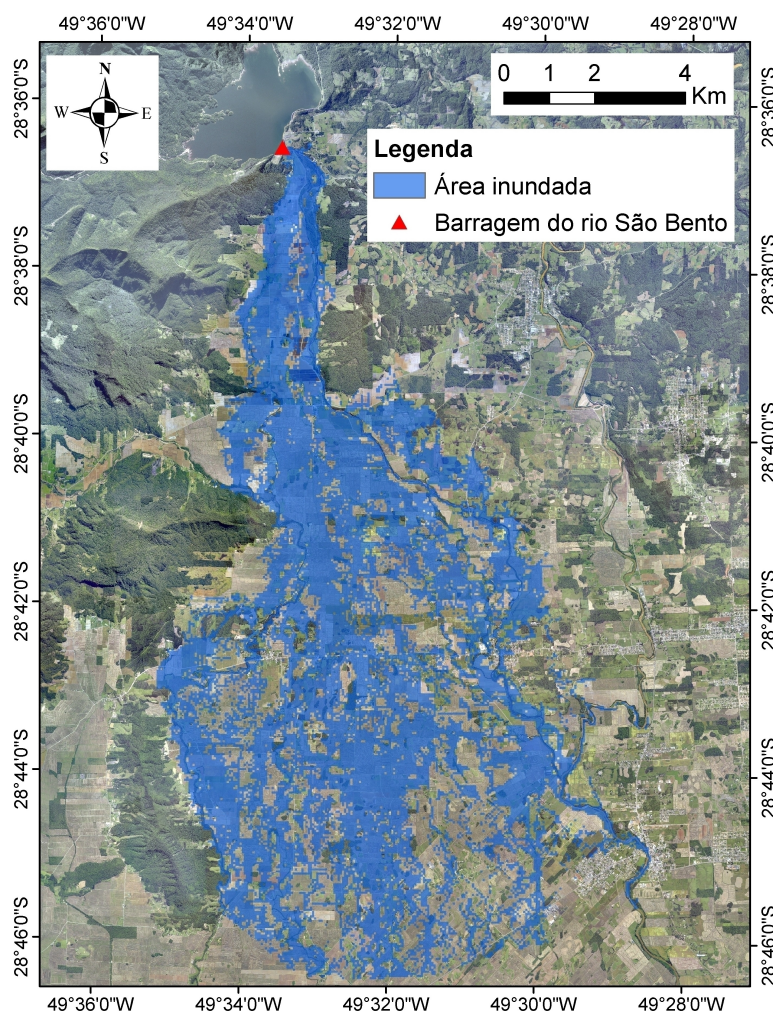 49°36'0"W 49°34'0"W 49°32'0"W 49°30'0"W 49°28'0"W
N
W E
S
0 1 2 4
Km
Legenda
Área inundada
Barragem do rio São Bento
28°36'0"S 28°36'0"S
28°38'0"S 28°38'0"S
28°40'0"S 28°40'0"S
28°42'0"S 28°42'0"S
28°44'0"S 28°44'0"S
28°46'0"S 28°46'0"S
49°36'0"W 49°34'0"W 49°32'0"W 49°30'0"W 49°28'0"W